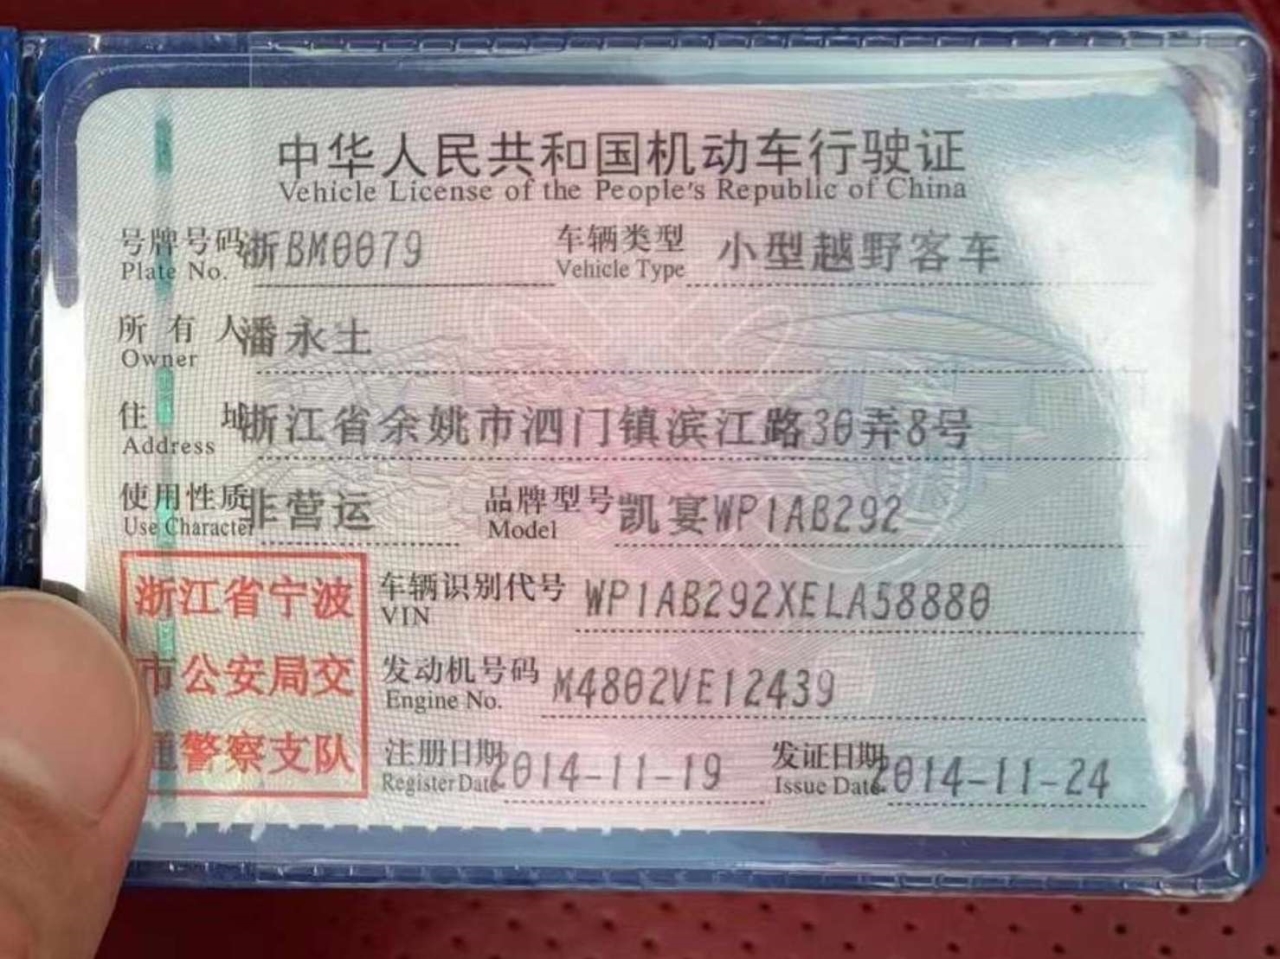 中华人民共和国机动车行驶证
Vehicle License of the People's Republic of China
号牌号码 浙BM0079 车辆类型 小型越野客车
Plate No. Vehicle Type
所有人 潘永土
Owner
住址 浙江省余姚市泗门镇滨江路30弄8号
Address
使用性质 非营运 品牌型号 凯宴WP1AB292
Use Character Model
浙江省宁波
市公安局交
通警察支队
车辆识别代号 WP1AB292XELA58880
VIN
发动机号码 M4802VE12439
Engine No.
注册日期 2014-11-19 发证日期 2014-11-24
Register Date Issue Date